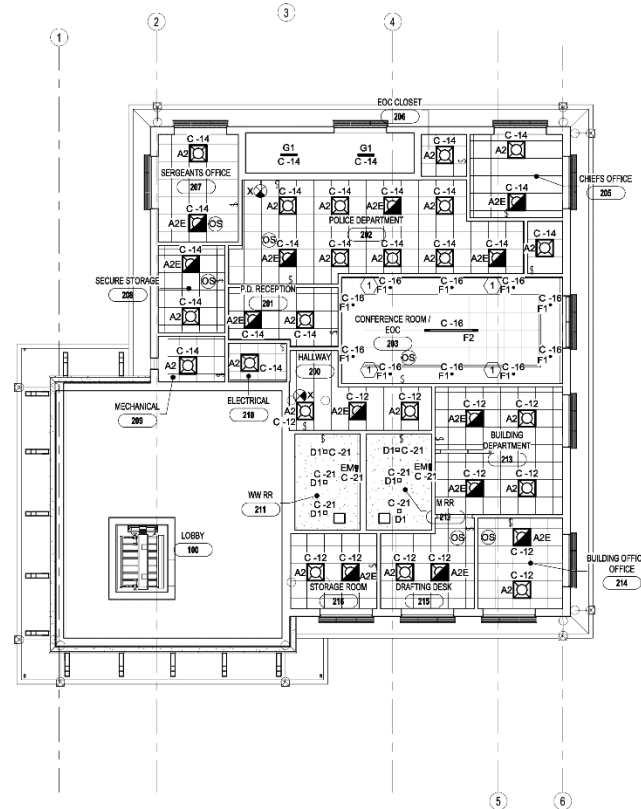 3
2
4
1
EOC CLOSET
206
C -14
C -14
C -14
A2
G1
G1
A2
A2
C -14
C -14
SERGEANTS OFFICE
207
CHIEFS OFFICE
205
C -14
A2E
C -14
X
C -14
C -14
C -14
C -14
A2
A2
A2E
A2
POLICE DEPARTMENT
202
C -14
A2E
OS
OS
C -14
C -14
C -14
C -14
C -14
C -14
A2E
A2
A2
A2
A2E
A2
C -14
A2E
OS
SECURE STORAGE
208
C -14
A2
P.D. RECEPTION
201
C -14
C -14
A2E
A2
1
C -16
F1
C -16
F1
1
C -16
F1
C -16
F1
CONFERENCE ROOM /
EOC
203
C -16
F2
C -16
F1
C -16
F1
C -16
F1
C -16
F1
1
1
OS
C -14
A2
A2
C -14
HALLWAY
200
MECHANICAL
209
ELECTRICAL
210
X
A2
C -12
C -12
A2E
C -12
A2
C -12
A2E
C -12
A2
BUILDING
DEPARTMENT
213
C -12
A2E
C -12
A2
D1
C -21
C -21
D1
EM
C -21
C -21
D1
WW RR
211
D1
C -21
C -21
D1
EM
C -21
C -21
D1
M RR
212
LOBBY
100
OS
OS
A2E
C -12
C -12
A2
BUILDING OFFIC
OFFICE
214
C -12
C -12
A2
A2E
STORAGE ROOM
216
C -12
C -12
A2
A2E
DRAFTING DESK
215
5
6